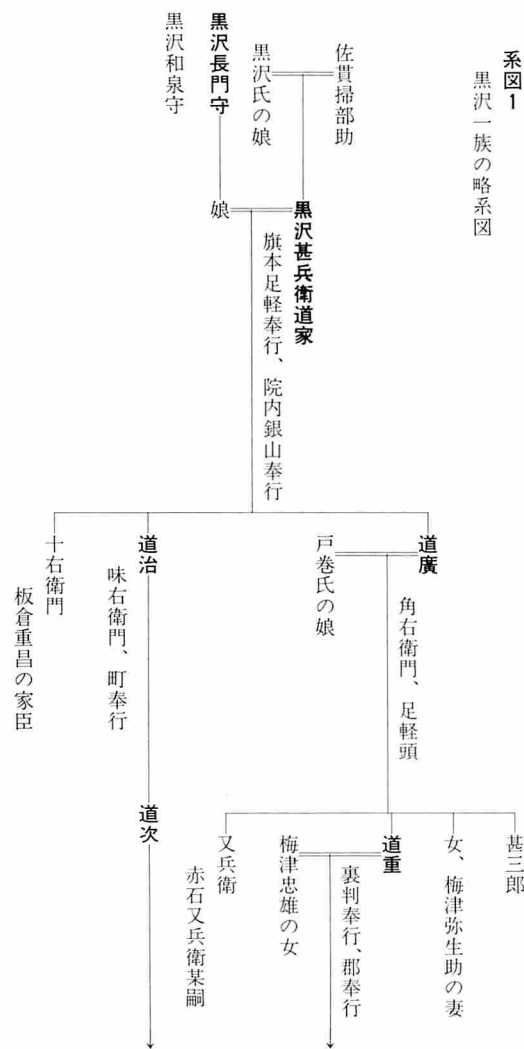 系図1
黒沢一族の略系図
佐貫掃部助
黒沢氏の娘
黒沢長門守
黒沢和泉守
黒沢甚兵衛道家
旗本足軽奉行、院内銀山奉行
娘
道廣
角右衛門、足軽頭
戸巻氏の娘
道治
味右衛門、町奉行
十右衛門
板倉重昌の家臣
甚三郎
女、梅津弥生助の妻
道重
裏判奉行、郡奉行
梅津忠雄の女
又兵衛
赤石又兵衛某嗣
道次